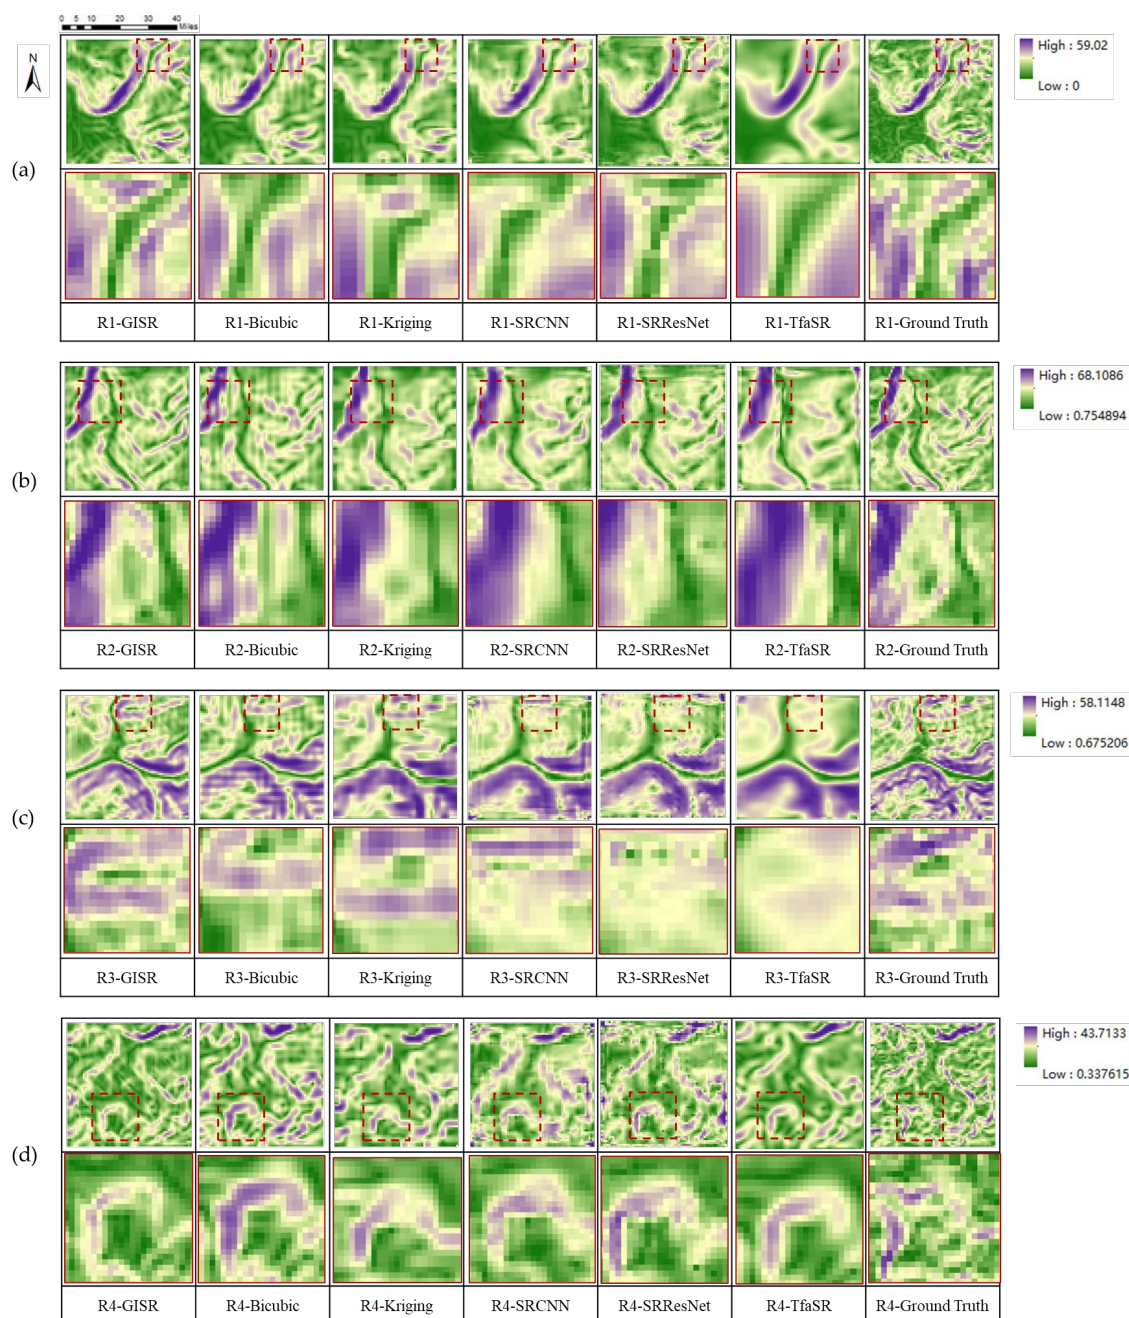 0 5 10 20 30 40
Miles
N
High : 59.02
Low : 0
(a)
R1-GISR R1-Bicubic R1-Kriging R1-SRCNN R1-SRResNet R1-TfaSR R1-Ground Truth
High : 68.1086
Low : 0.754894
(b)
R2-GISR R2-Bicubic R2-Kriging R2-SRCNN R2-SRResNet R2-TfaSR R2-Ground Truth
High : 58.1148
Low : 0.675206
(c)
R3-GISR R3-Bicubic R3-Kriging R3-SRCNN R3-SRResNet R3-TfaSR R3-Ground Truth
High : 43.7133
Low : 0.337615
(d)
R4-GISR R4-Bicubic R4-Kriging R4-SRCNN R4-SRResNet R4-TfaSR R4-Ground Truth